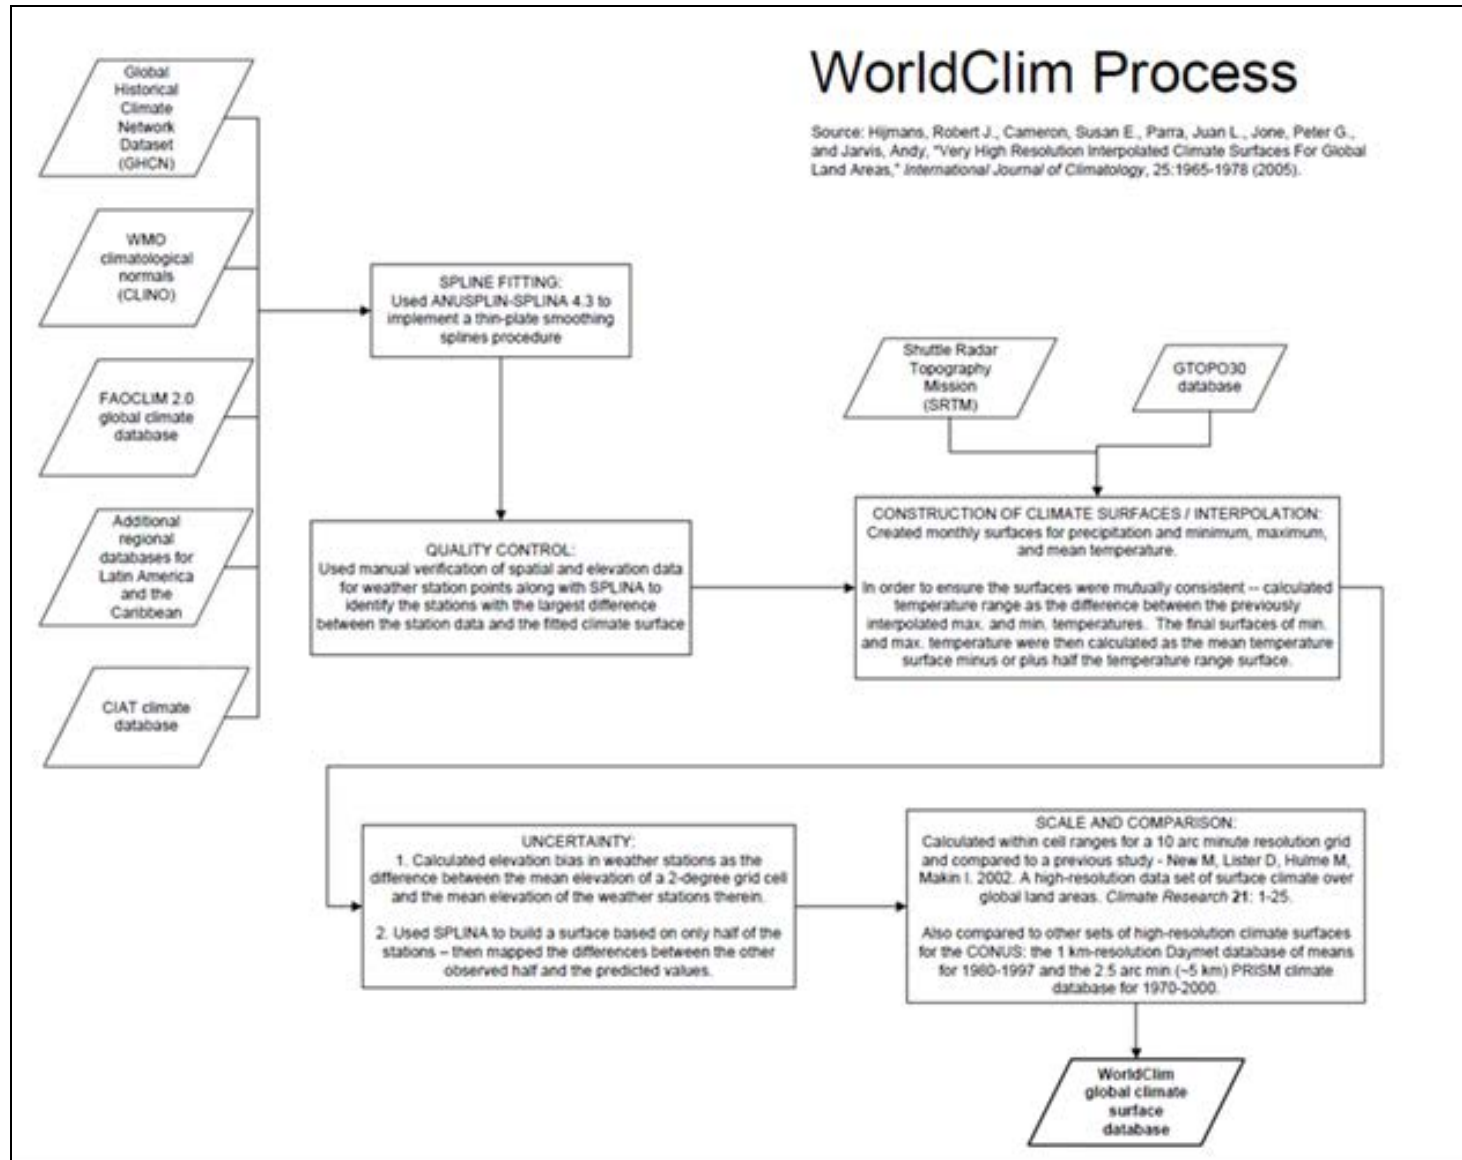 WorldClim Process
Source: Hijmans, Robert J., Cameron, Susan E., Parra, Juan L., Jone, Peter G.,
and Jarvis, Andy, "Very High Resolution Interpolated Climate Surfaces For Global
Land Areas," International Journal of Climatology, 25:1965-1978 (2005).
Global
Historical
Climate
Network
Dataset
(GHCN)
WMO
climatological
normals
(CLINO)
FAOCLIM 2.0
global climate
database
Additional
regional
databases for
Latin America
and the
Caribbean
CIAT climate
database
SPLINE FITTING:
Used ANUSPLIN-SPLINA 4.3 to
implement a thin-plate smoothing
splines procedure
QUALITY CONTROL:
Used manual verification of spatial and elevation data
for weather station points along with SPLINA to
identify the stations with the largest difference
between the station data and the fitted climate surface
Shuttle Radar
Topography
Mission
(SRTM)
GTOPO30
database
CONSTRUCTION OF CLIMATE SURFACES / INTERPOLATION:
Created monthly surfaces for precipitation and minimum, maximum,
and mean temperature.
In order to ensure the surfaces were mutually consistent -- calculated
temperature range as the difference between the previously
interpolated max. and min. temperatures. The final surfaces of min.
and max. temperature were then calculated as the mean temperature
surface minus or plus half the temperature range surface.
UNCERTAINTY:
1. Calculated elevation bias in weather stations as the
difference between the mean elevation of a 2-degree grid cell
and the mean elevation of the weather stations therein.
2. Used SPLINA to build a surface based on only half of the
stations – then mapped the differences between the other
observed half and the predicted values.
SCALE AND COMPARISON:
Calculated within cell ranges for a 10 arc minute resolution grid
and compared to a previous study - New M, Lister D, Hulme M,
Makin I. 2002. A high-resolution data set of surface climate over
global land areas. Climate Research 21: 1-25.
Also compared to other sets of high-resolution climate surfaces
for the CONUS: the 1 km-resolution Daymet database of means
for 1980-1997 and the 2.5 arc min (~5 km) PRISM climate
database for 1970-2000.
WorldClim
global climate
surface
database